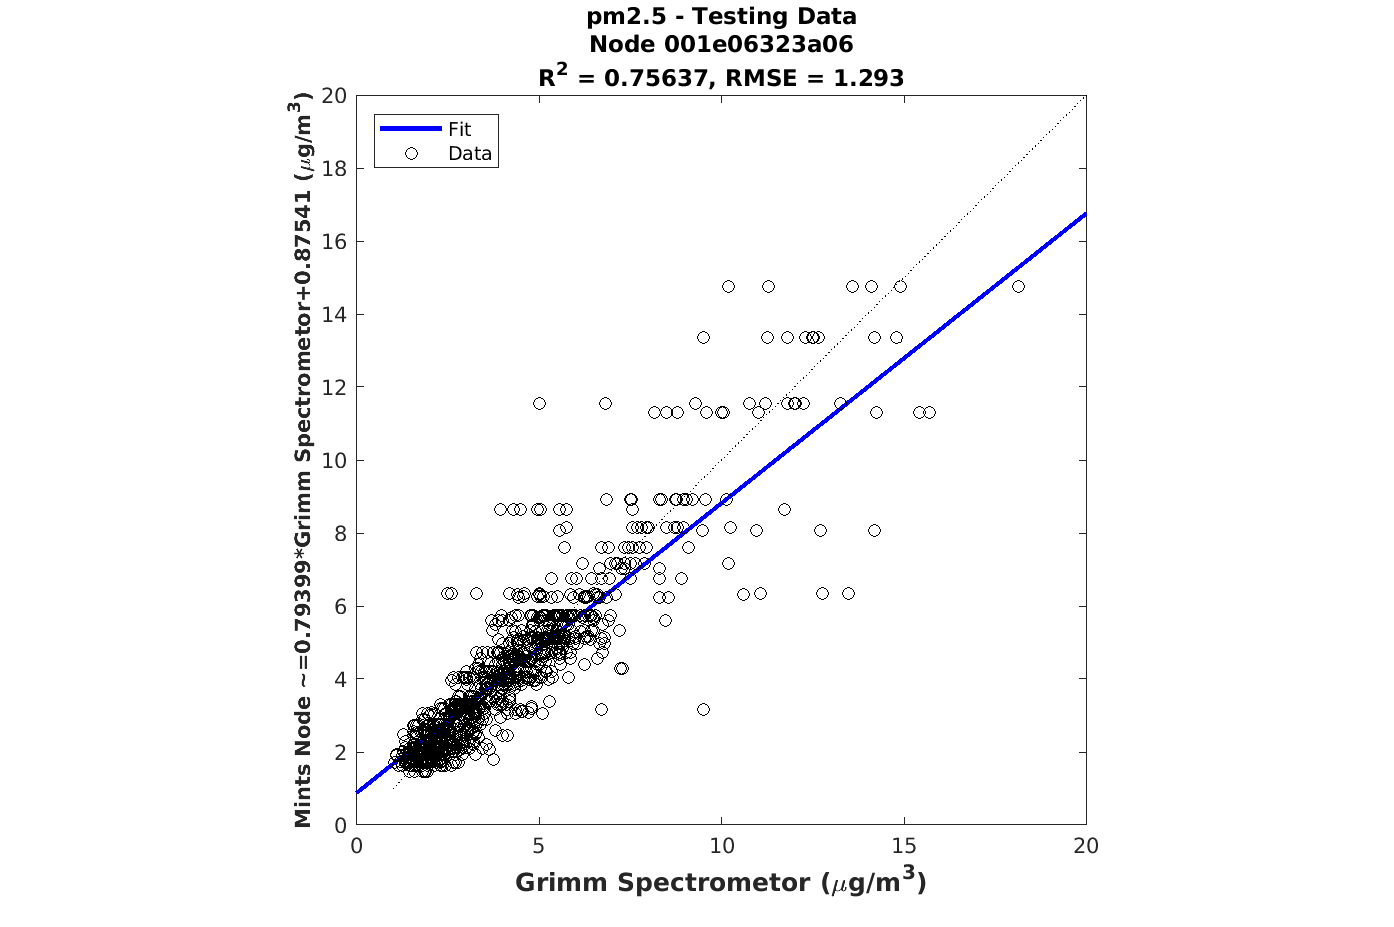 pm2.5 - Testing Data
Node 001e06323a06
R² = 0.75637, RMSE = 1.293
Mints Node ~=0.79399*Grimm Spectrometor+0.87541 (μg/m³)
20
18
16
14
12
10
8
6
4
2
0
Fit
Data
0 5 10 15 20
Grimm Spectrometor (μg/m³)